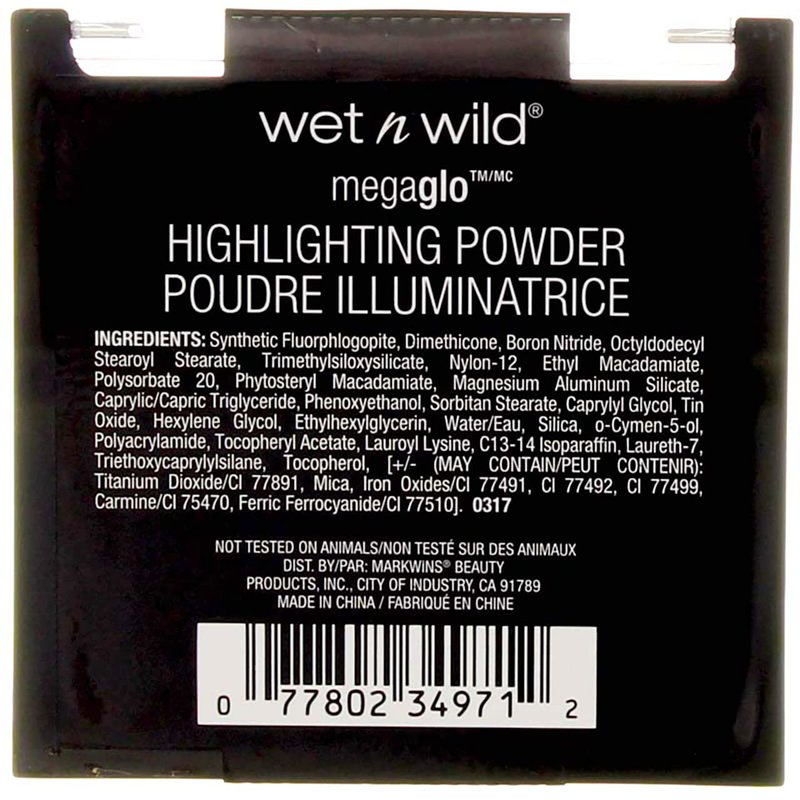 wet n wild®
megaglo™/MC
HIGHLIGHTING POWDER
POUDRE ILLUMINATRICE
INGREDIENTS: Synthetic Fluorphlogopite, Dimethicone, Boron Nitride, Octyldodecyl
Stearoyl Stearate, Trimethylsiloxysilicate, Nylon-12, Ethyl Macadamiate,
Polysorbate 20, Phytosteryl Macadamiate, Magnesium Aluminum Silicate,
Caprylic/Capric Triglyceride, Phenoxyethanol, Sorbitan Stearate, Caprylyl Glycol, Tin
Oxide, Hexylene Glycol, Ethylhexylglycerin, Water/Eau, Silica, o-Cymen-5-ol,
Polyacrylamide, Tocopheryl Acetate, Lauroyl Lysine, C13-14 Isoparaffin, Laureth-7,
Triethoxycaprylylsilane, Tocopherol, [+/- (MAY CONTAIN/PEUT CONTENIR):
Titanium Dioxide/CI 77891, Mica, Iron Oxides/CI 77491, CI 77492, CI 77499,
Carmine/CI 75470, Ferric Ferrocyanide/CI 77510]. 0317
NOT TESTED ON ANIMALS/NON TESTÉ SUR DES ANIMAUX
DIST. BY/PAR: MARKWiNS® BEAUTY
PRODUCTS, INC., CITY OF INDUSTRY, CA 91789
MADE IN CHINA / FABRIQUÉ EN CHINE
0 77802 34971 2